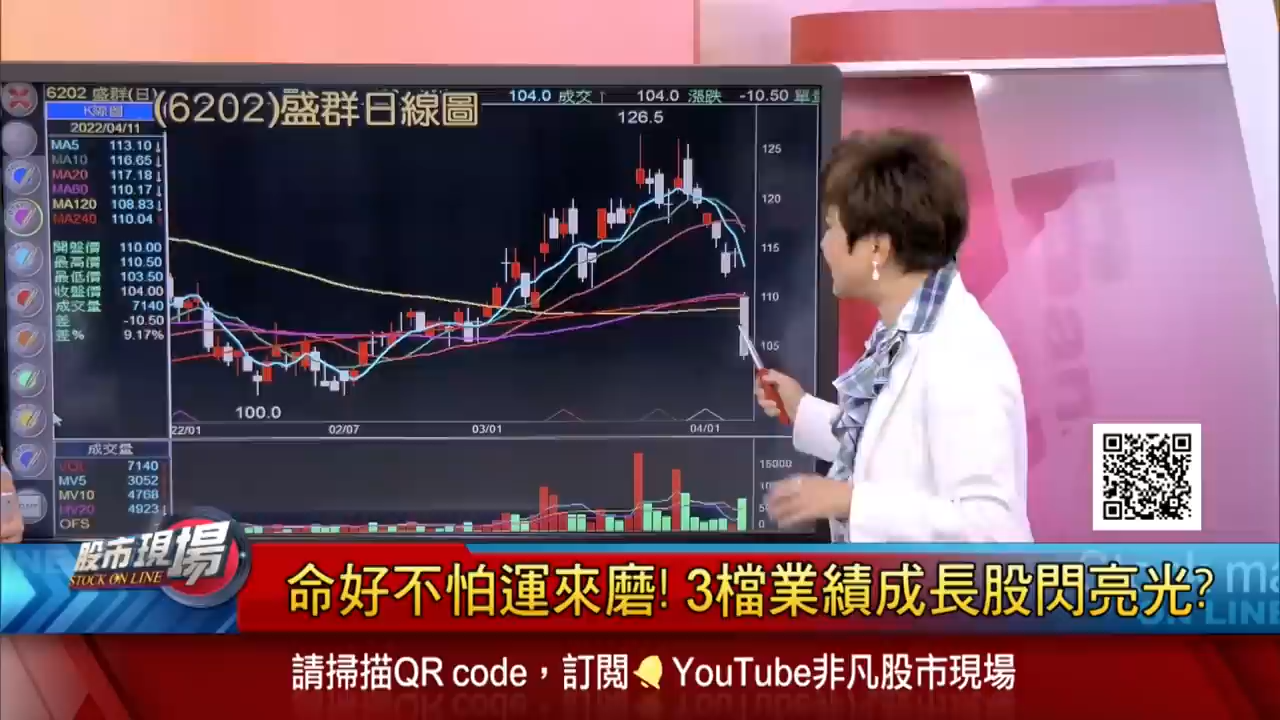 6202 盛群(日)
(6202)盛群日線圖
104.0 成交↑ 104.0 漲跌 -10.50 單量
K線圖
2022/04/11
MA5 113.10↓
MA10 116.65↓
MA20 117.18↓
MA60 110.17↓
MA120 108.83↓
MA240 110.04
開盤價 110.00
最高價 110.50
最低價 103.50
收盤價 104.00
成交量 7140
差 -10.50
差% 9.17%
126.5
125
120
115
110
105
100.0
22/01 02/07 03/01 04/01
成交量
VOL 7140
MV5 3052
MV10 4768
MV20 4923↓
OFS
15000
0
股市現場
STOCK ON LINE
命好不怕運來磨! 3檔業績成長股閃亮光?
請掃描QR code，訂閱🔔YouTube非凡股市現場